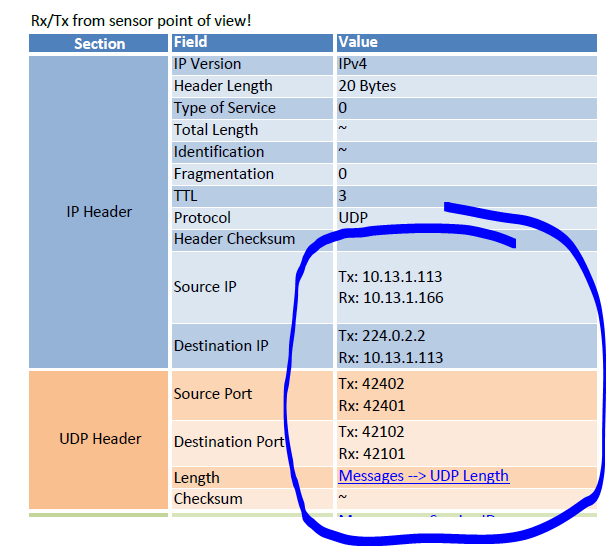 Rx/Tx from sensor point of view!
Section Field Value
IP Version IPv4
Header Length 20 Bytes
Type of Service 0
Total Length ~
Identification ~
Fragmentation 0
TTL 3
IP Header
Protocol UDP
Header Checksum
Source IP
Tx: 10.13.1.113
Rx: 10.13.1.166
Destination IP
Tx: 224.0.2.2
Rx: 10.13.1.113
Source Port
Tx: 42402
Rx: 42401
UDP Header
Destination Port
Tx: 42102
Rx: 42101
Length Messages --> UDP Length
Checksum ~